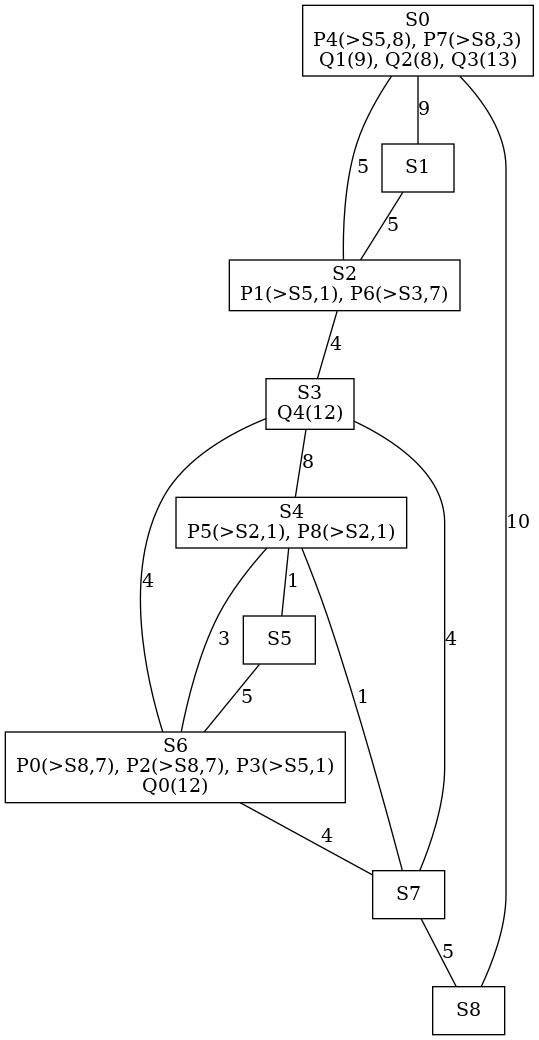 S0
P4(>S5,8), P7(>S8,3)
Q1(9), Q2(8), Q3(13)
9
5
S1
5
S2
P1(>S5,1), P6(>S3,7)
4
S3
Q4(12)
8
S4
P5(>S2,1), P8(>S2,1)
10
4
1
3
S5
4
5
1
S6
P0(>S8,7), P2(>S8,7), P3(>S5,1)
Q0(12)
4
S7
5
S8